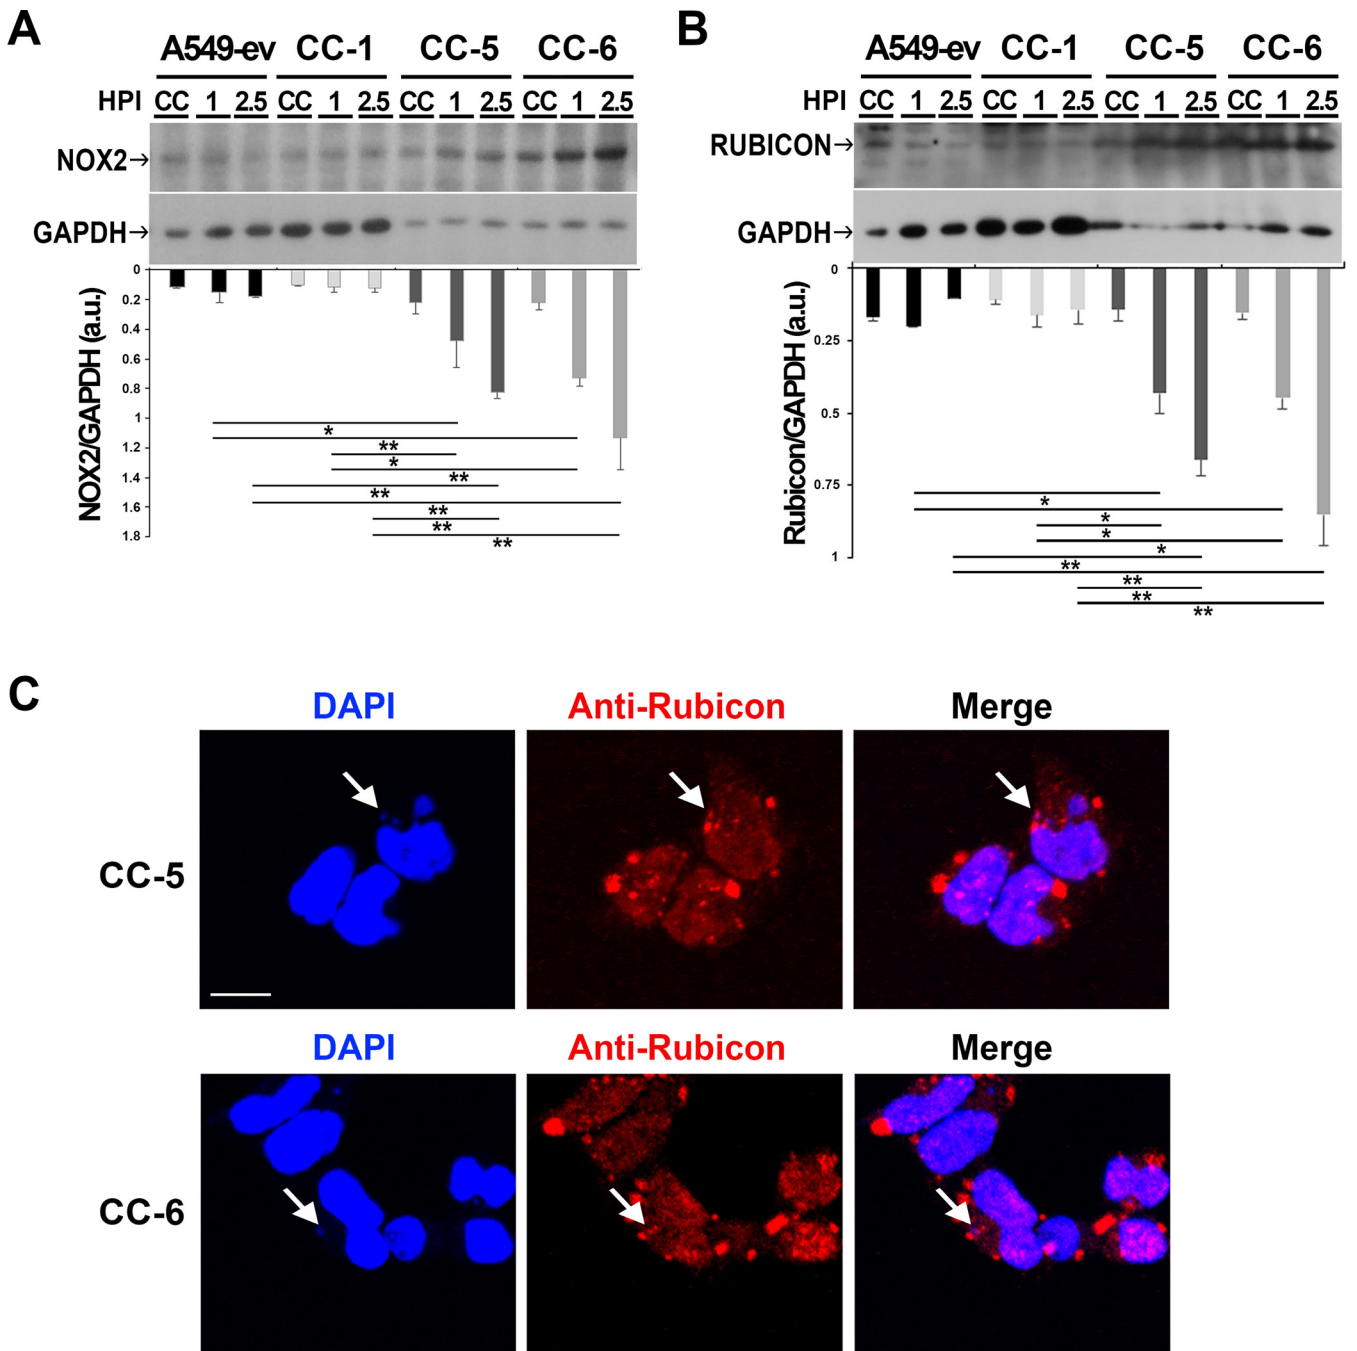 A
A549-ev CC-1 CC-5 CC-6
HPI CC 1 2.5 CC 1 2.5 CC 1 2.5 CC 1 2.5
NOX2→
GAPDH→
NOX2/GAPDH (a.u.)
0
0.2
0.4
0.6
0.8
1
1.2
1.4
1.6
1.8
*
**
*
**
**
**
**
**
B
A549-ev CC-1 CC-5 CC-6
HPI CC 1 2.5 CC 1 2.5 CC 1 2.5 CC 1 2.5
RUBICON→
GAPDH→
Rubicon/GAPDH (a.u.)
0
0.25
0.5
0.75
1
*
*
*
*
**
**
**
**
C
DAPI Anti-Rubicon Merge
CC-5
DAPI Anti-Rubicon Merge
CC-6